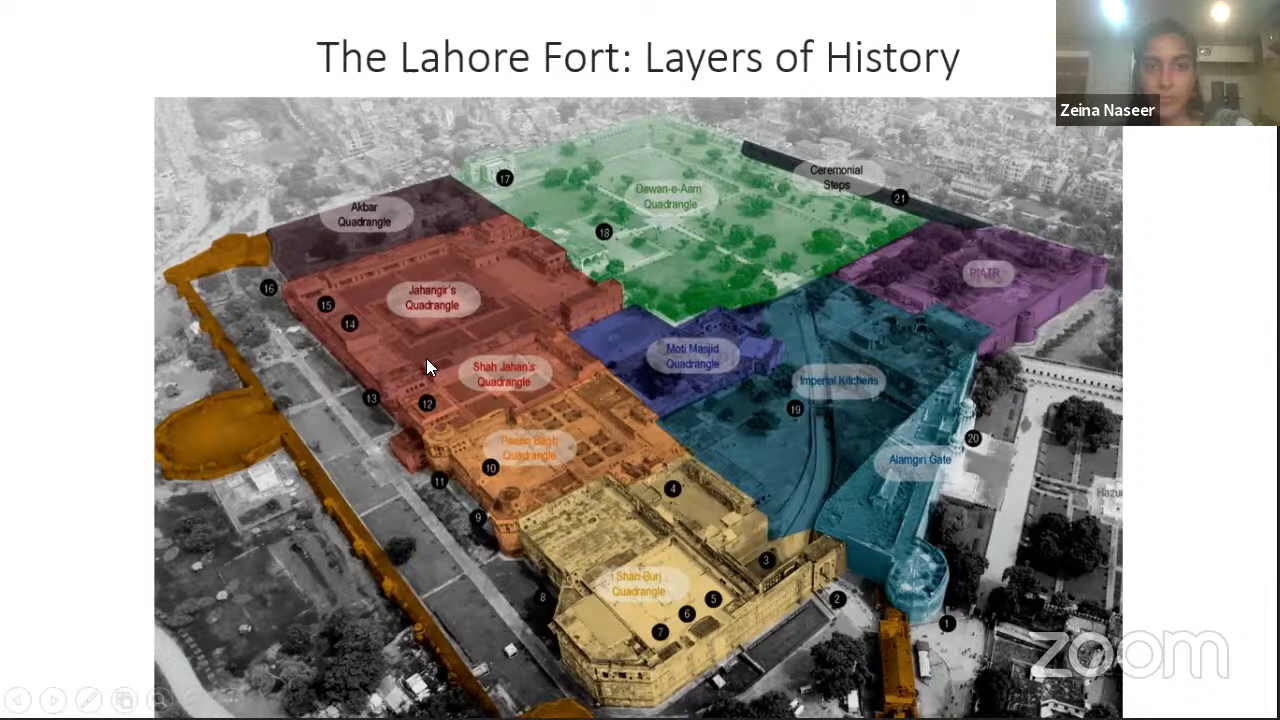 The Lahore Fort: Layers of History
Zeina Naseer
Ceremonial
Steps
21
17
Dewan-e-Aam
Quadrangle
Akbar
Quadrangle
18
PIATR
16
15
14
Jahangir's
Quadrangle
Moti Masjid
Quadrangle
Shah Jahan's
Quadrangle
Imperial Kitchens
13
12
19
20
Paeen Bagh
Quadrangle
10
11
Alamgiri Gate
4
9
3
Shah Burj
Quadrangle
8
5
6
7
2
1
zoom